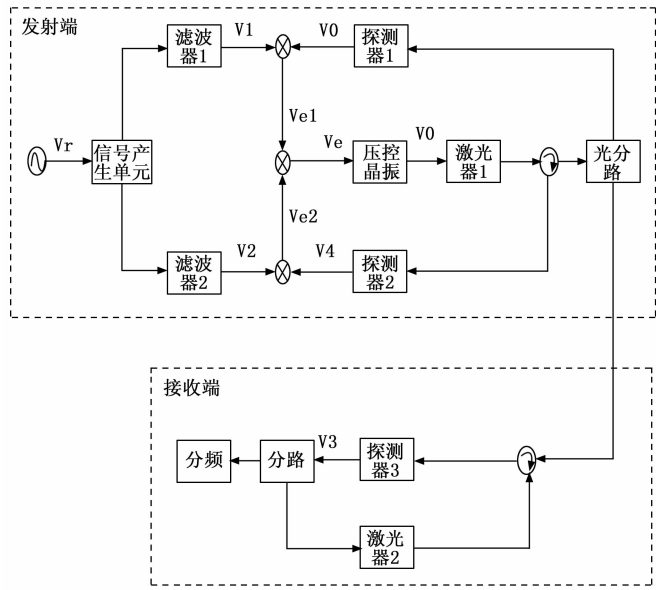 发射端
滤波
器1
V1
V0
探测
器1
Ve1
Vr
信号产
生单元
Ve
压控
晶振
V0
激光
器1
光分
路
Ve2
滤波
器2
V2
V4
探测
器2
接收端
分频
分路
V3
探测
器3
激光
器2